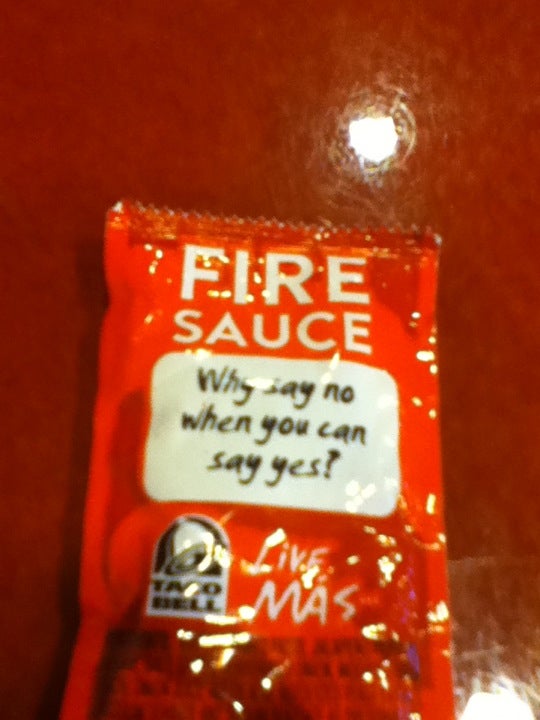 FIRE
SAUCE
Why say no
when you can
say yes?
TACO
BELL
LIVE
MÁS